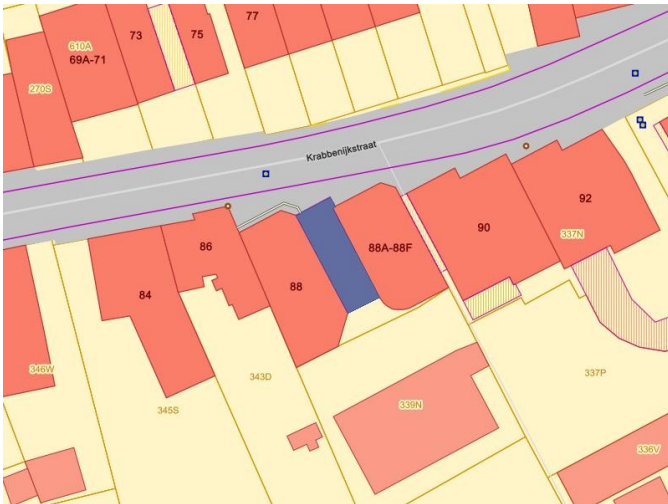 77
73
75
610A
69A-71
270S
Krabbenijkstraat
92
90
337N
86
88A-88F
88
84
346W
343D
337P
345S
339N
336V